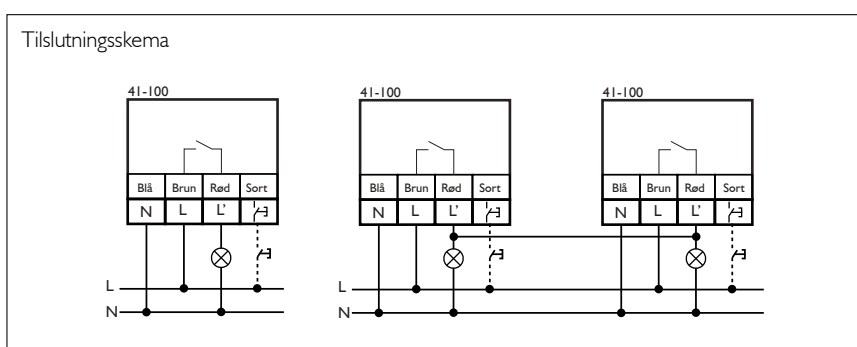 Tilslutningsskema
41-100 41-100 41-100
Blå Brun Rød Sort Blå Brun Rød Sort Blå Brun Rød Sort
N L L' N L L' N L L'
L L
N N